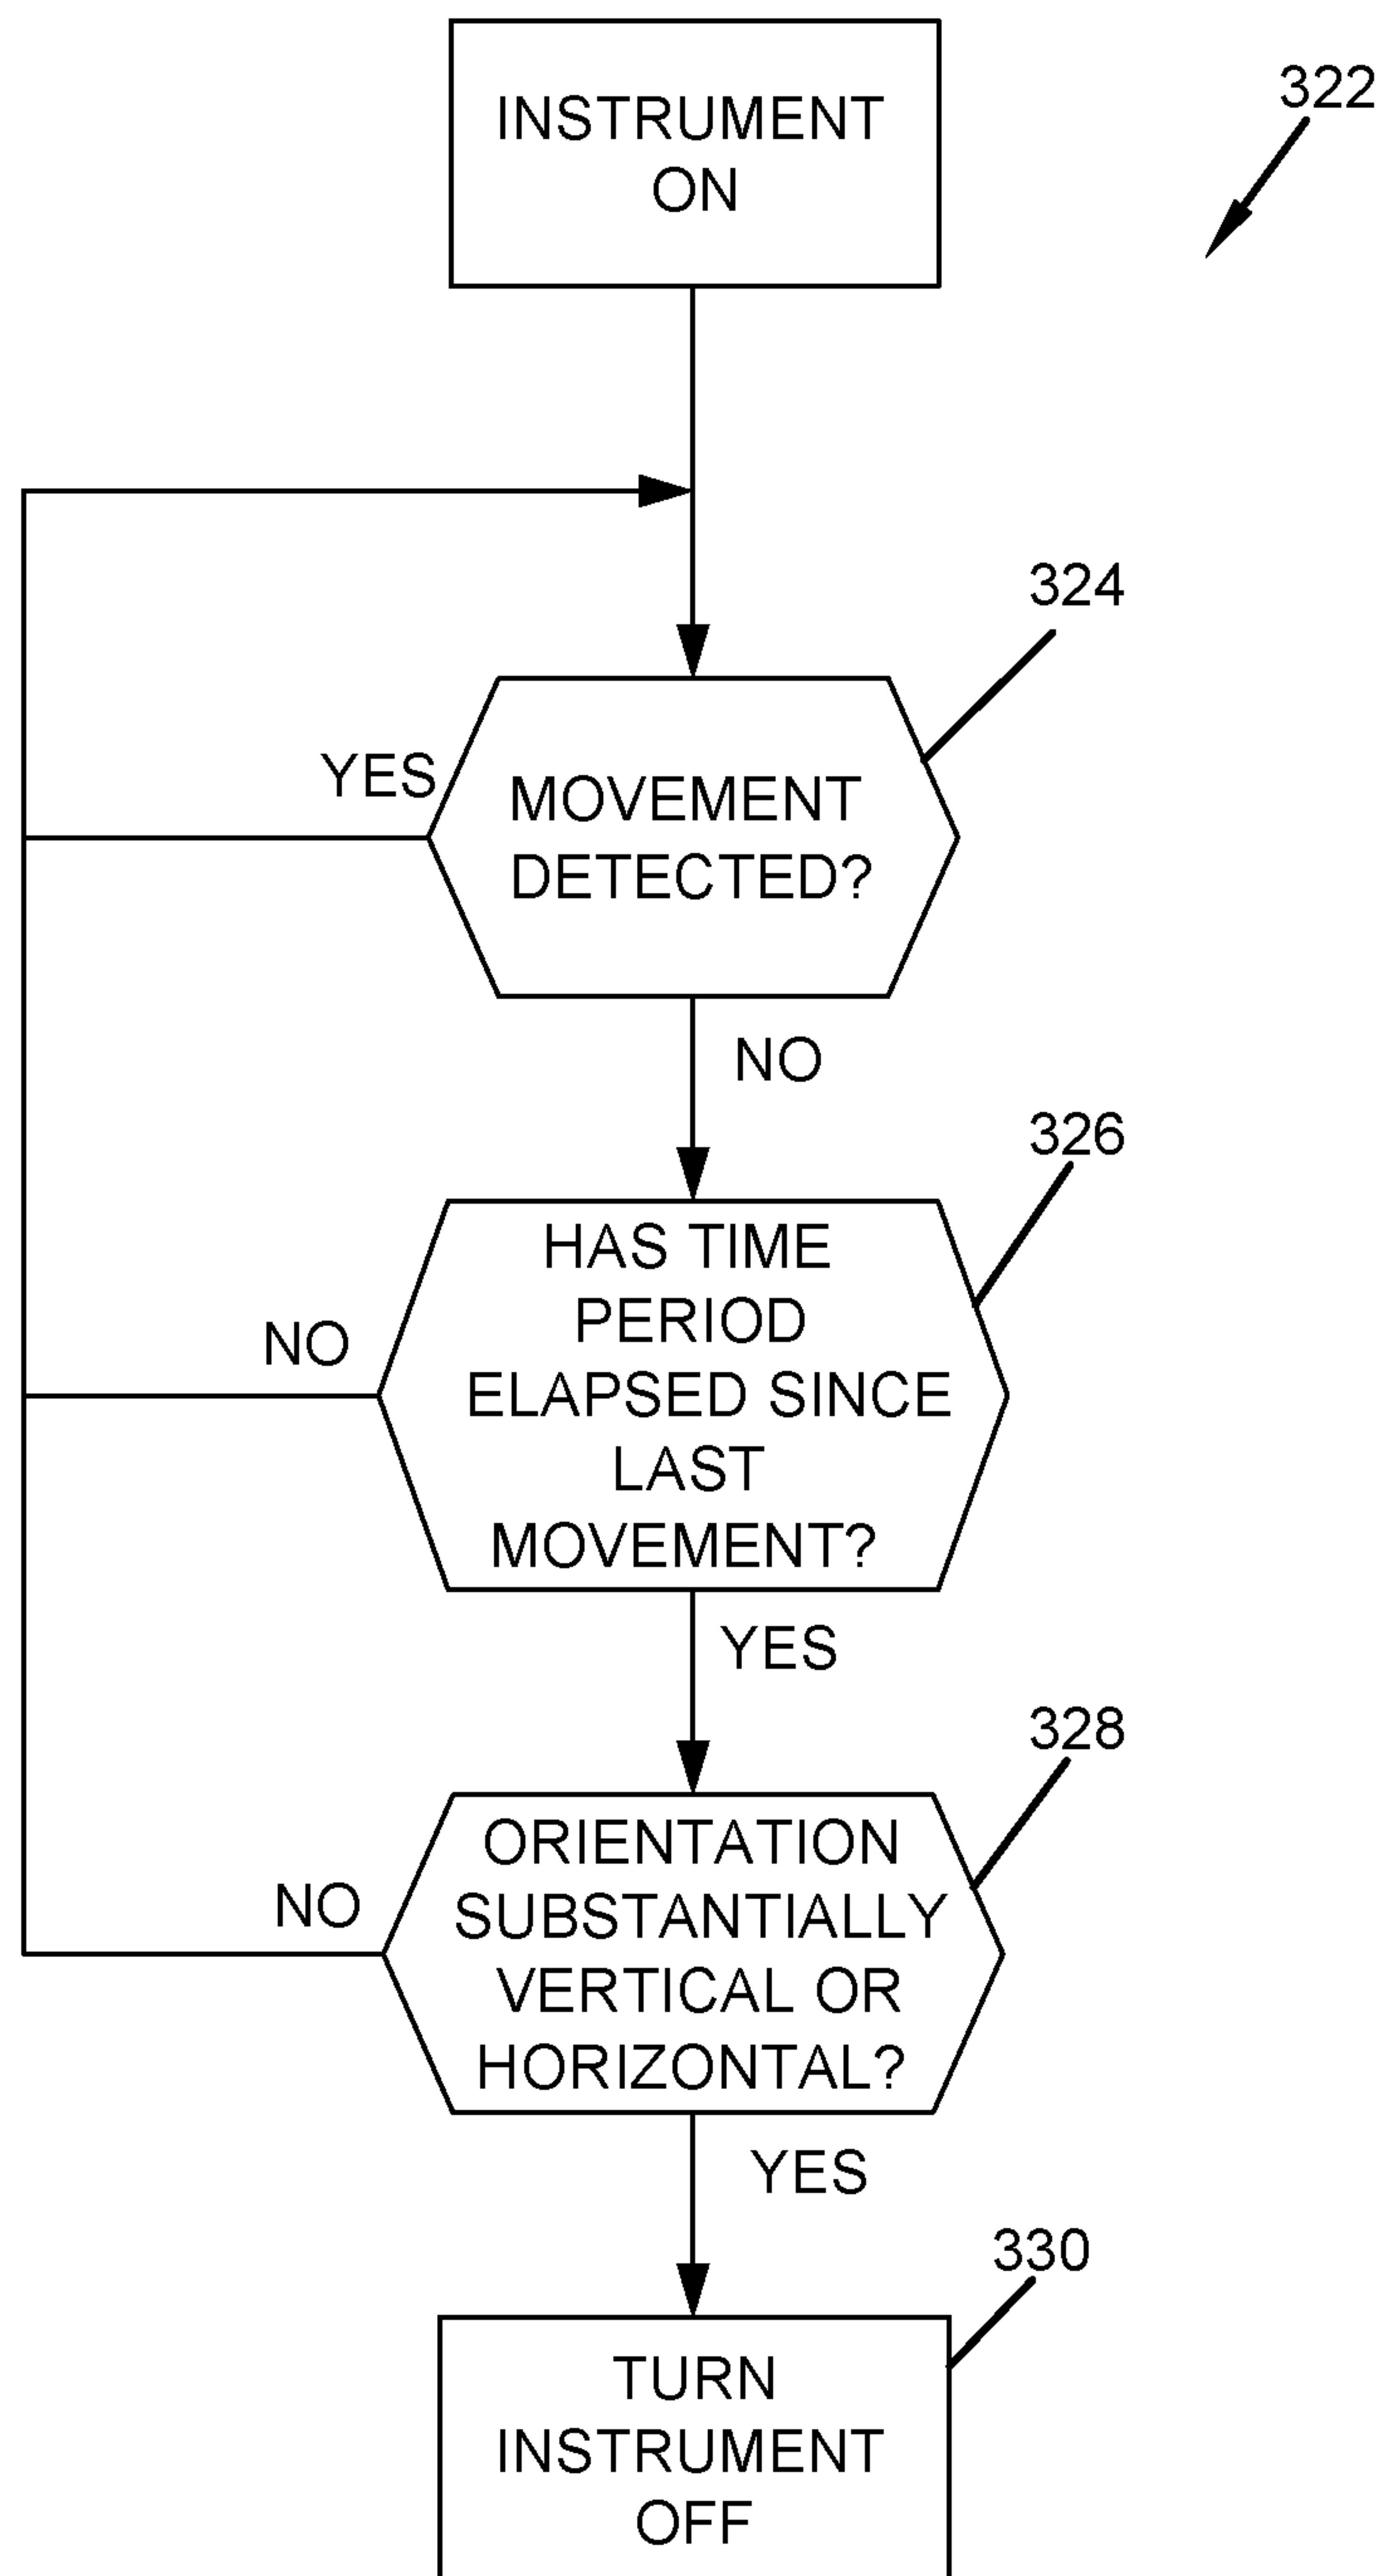 INSTRUMENT
ON
322
324
YES
MOVEMENT
DETECTED?
NO
326
HAS TIME
PERIOD
NO
ELAPSED SINCE
LAST
MOVEMENT?
YES
328
ORIENTATION
NO
SUBSTANTIALLY
VERTICAL OR
HORIZONTAL?
YES
330
TURN
INSTRUMENT
OFF